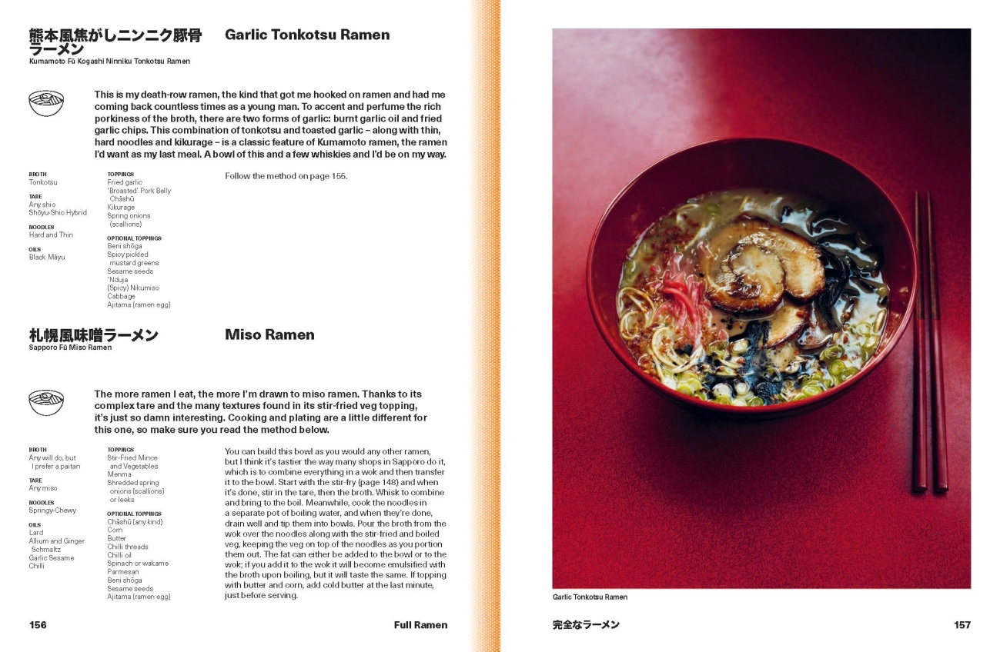 熊本風焦がしニンニク豚骨
ラーメン
Kumamoto Fū Kogashi Ninniku Tonkotsu Ramen
Garlic Tonkotsu Ramen
This is my death-row ramen, the kind that got me hooked on ramen and had me
coming back countless times as a young man. To accent and perfume the rich
porkiness of the broth, there are two forms of garlic: burnt garlic oil and fried
garlic chips. This combination of tonkotsu and toasted garlic – along with thin,
hard noodles and kikurage – is a classic feature of Kumamoto ramen, the ramen
I'd want as my last meal. A bowl of this and a few whiskies and I'd be on my way.
BROTH
Tonkotsu
TARE
Any shio
Shōyu-Shio Hybrid
NOODLES
Hard and Thin
OILS
Black Māyu
TOPPINGS
Fried garlic
'Broasted' Pork Belly
Chāshū
Kikurage
Spring onions
(scallions)
OPTIONAL TOPPINGS
Beni shōga
Spicy pickled
mustard greens
Sesame seeds
'Nduja
(Spicy) Nikumiso
Cabbage
Ajitama (ramen egg)
Follow the method on page 155.
札幌風味噌ラーメン
Sapporo Fū Miso Ramen
Miso Ramen
The more ramen I eat, the more I'm drawn to miso ramen. Thanks to its
complex tare and the many textures found in its stir-fried veg topping,
it's just so damn interesting. Cooking and plating are a little different for
this one, so make sure you read the method below.
BROTH
Any will do, but
I prefer a paitan
TARE
Any miso
NOODLES
Springy-Chewy
OILS
Lard
Allium and Ginger
Schmaltz
Garlic Sesame
Chilli
TOPPINGS
Stir-Fried Mince
and Vegetables
Menma
Shredded spring
onions (scallions)
or leeks
OPTIONAL TOPPINGS
Chāshū (any kind)
Corn
Butter
Chilli threads
Chilli oil
Spinach or wakame
Parmesan
Beni shōga
Sesame seeds
Ajitama (ramen egg)
You can build this bowl as you would any other ramen,
but I think it's tastier the way many shops in Sapporo do it,
which is to combine everything in a wok and then transfer
it to the bowl. Start with the stir-fry (page 148) and when
it's done, stir in the tare, then the broth. Whisk to combine
and bring to the boil. Meanwhile, cook the noodles in
a separate pot of boiling water, and when they're done,
drain well and tip them into bowls. Pour the broth from the
wok over the noodles along with the stir-fried and boiled
veg, keeping the veg on top of the noodles as you portion
them out. The fat can either be added to the bowl or to the
wok; if you add it to the wok it will become emulsified with
the broth upon boiling, but it will taste the same. If topping
with butter and corn, add cold butter at the last minute,
just before serving.
156
Full Ramen
Garlic Tonkotsu Ramen
完全なラーメン
157